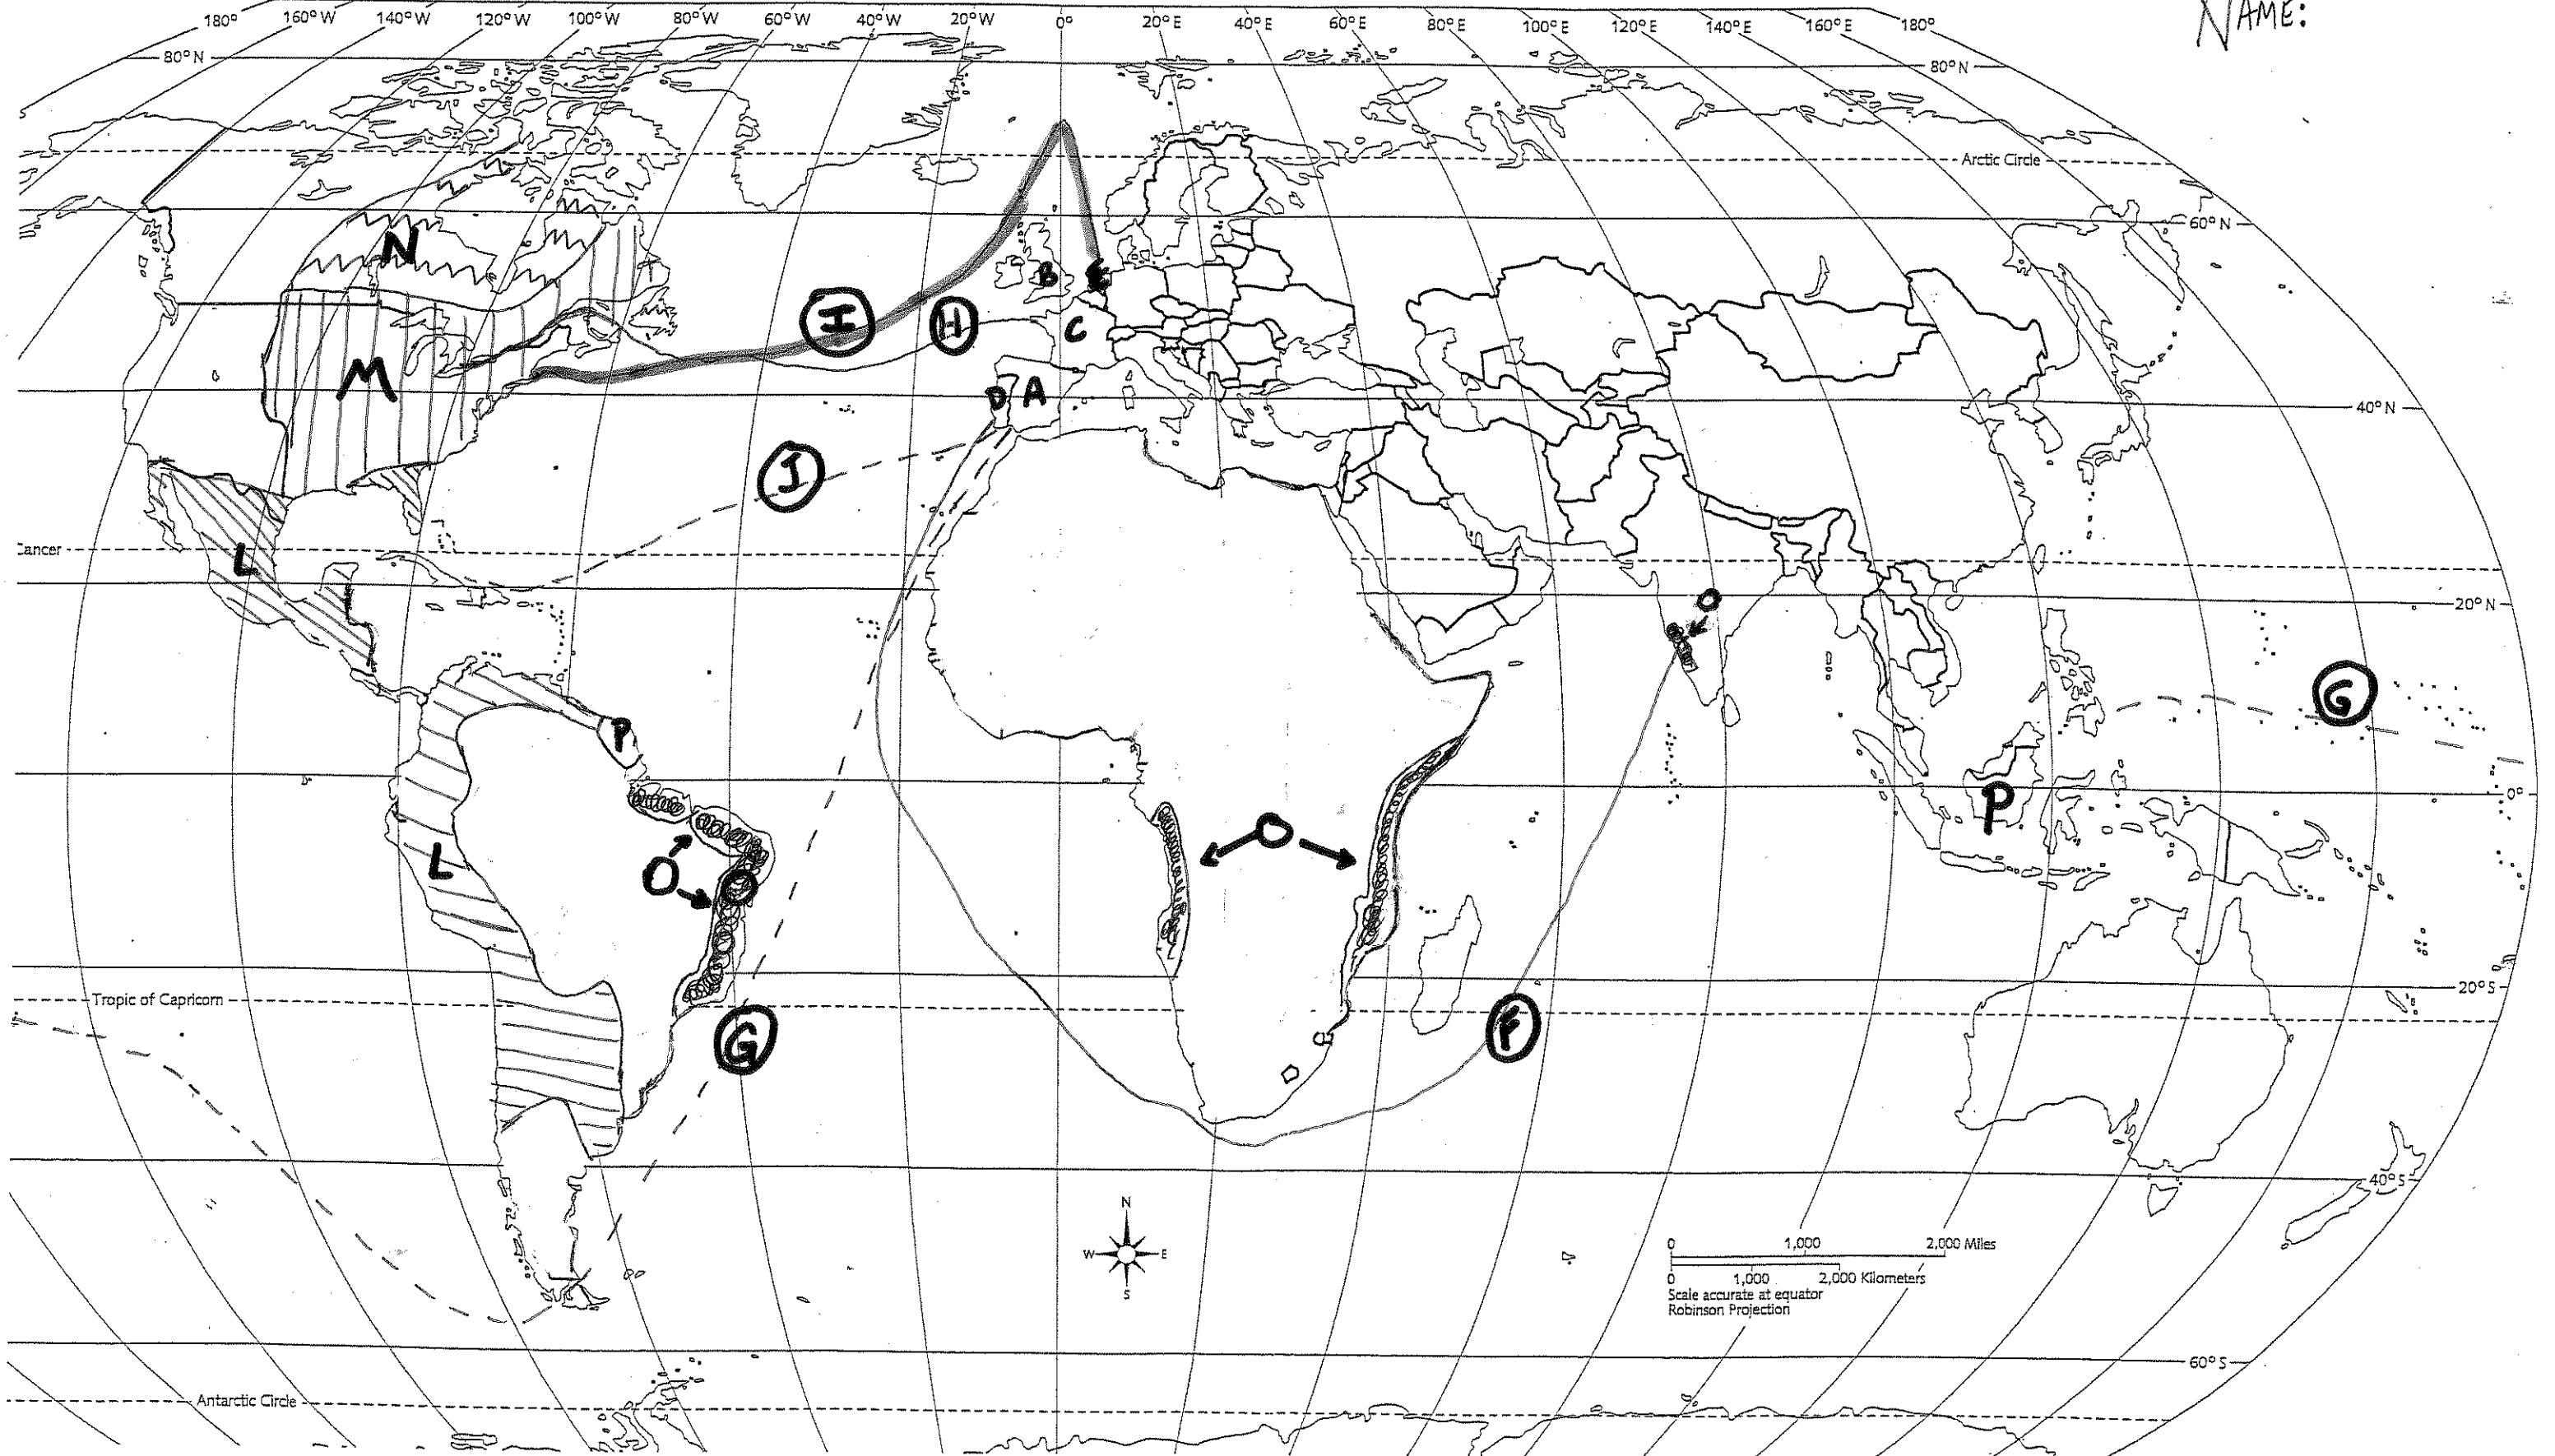 NAME:
180° 160° W 140° W 120° W 100° W 80° W 60° W 40° W 20° W 0° 20° E 40° E 60° E 80° E 100° E 120° E 140° E 160° E 180°
80° N 80° N
Arctic Circle
60° N
N
B E
I H C
M
D A 40° N
J
Cancer
L
O 20° N
G
P
P 0°
O
L O
Tropic of Capricorn 20° S
G F
N
40° S
W E
S
0 1,000 2,000 Miles
0 1,000 2,000 Kilometers
Scale accurate at equator
Robinson Projection
60° S
Antarctic Circle